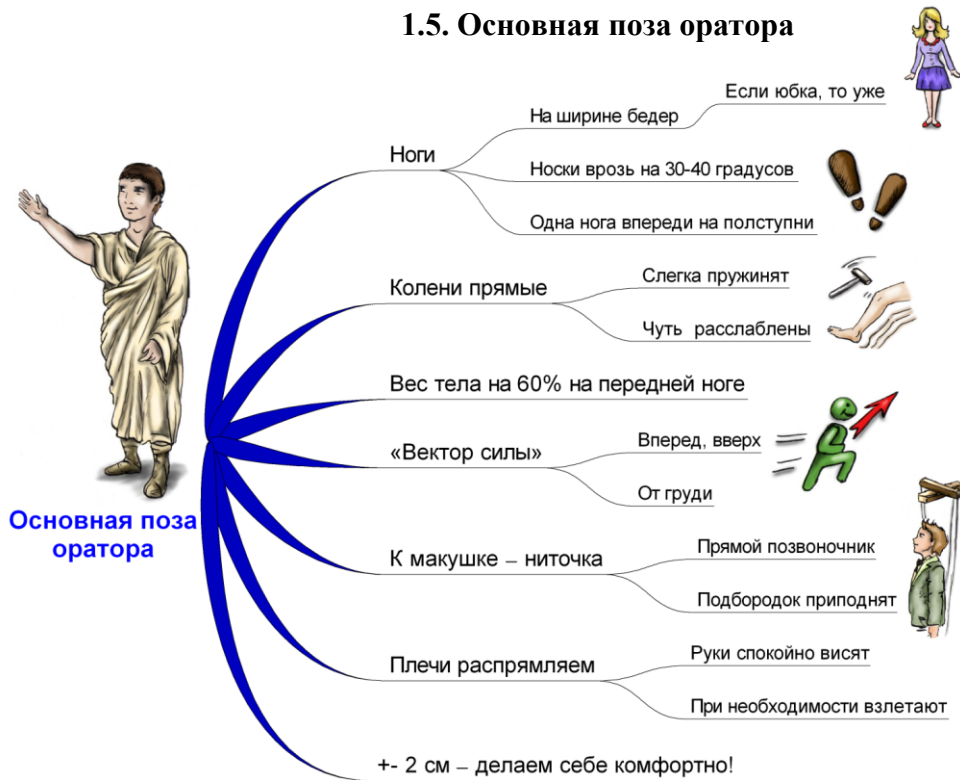 1.5. Основная поза оратора
Основная поза
оратора
Ноги
На ширине бедер
Если юбка, то уже
Носки врозь на 30-40 градусов
Одна нога впереди на полступни
Колени прямые
Слегка пружинят
Чуть расслаблены
Вес тела на 60% на передней ноге
«Вектор силы»
Вперед, вверх
От груди
К макушке – ниточка
Прямой позвоночник
Подбородок приподнят
Плечи распрямляем
Руки спокойно висят
При необходимости взлетают
+- 2 см – делаем себе комфортно!